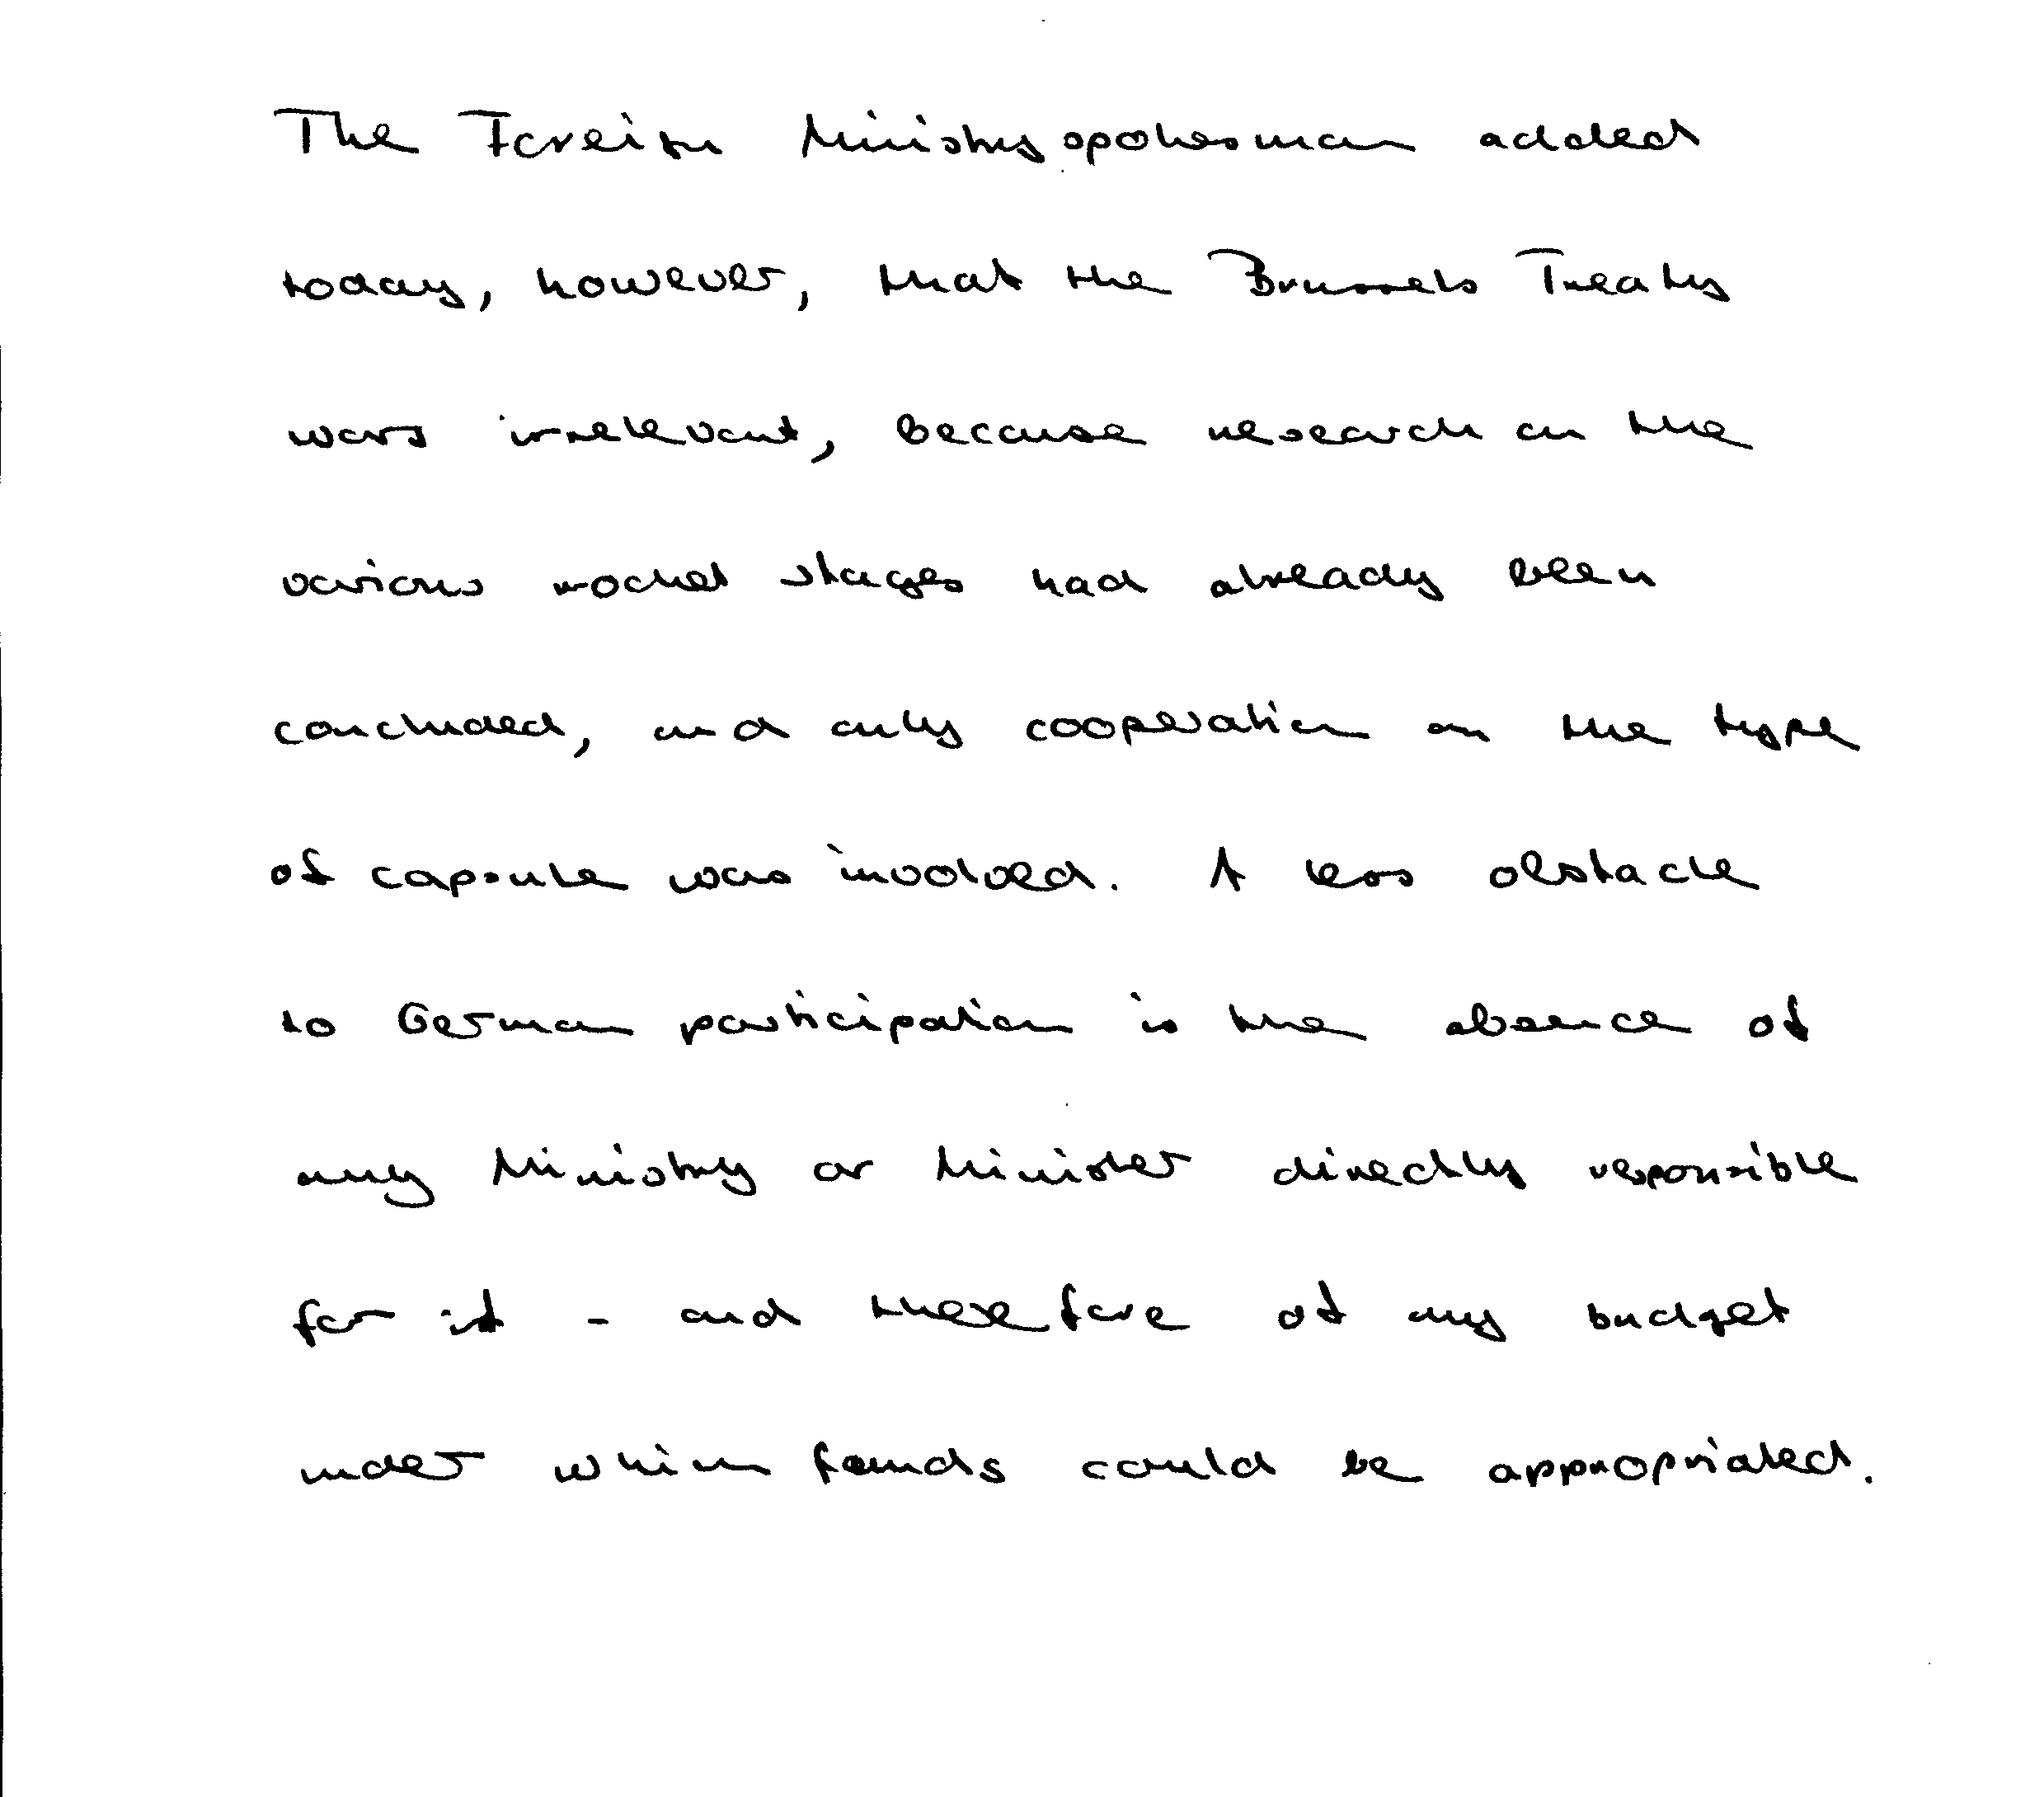 The Foreign Ministry spokesman added
today, however, that the Brussels Treaty
was irrelevant, because research on the
various rocket stages had already been
concluded, and only cooperation on the type
of capsule was involved. A less obstacle
to German participation is the absence of
any Ministry or Minister directly responsible
for it - and therefore of any budget
under which founds could be appropriated.